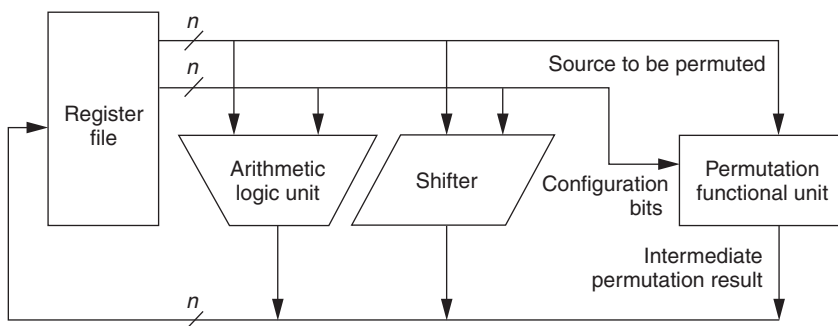 n
n
Source to be permuted
Register
file
Arithmetic
logic unit
Shifter
Configuration
bits
Permutation
functional unit
Intermediate
permutation result
n